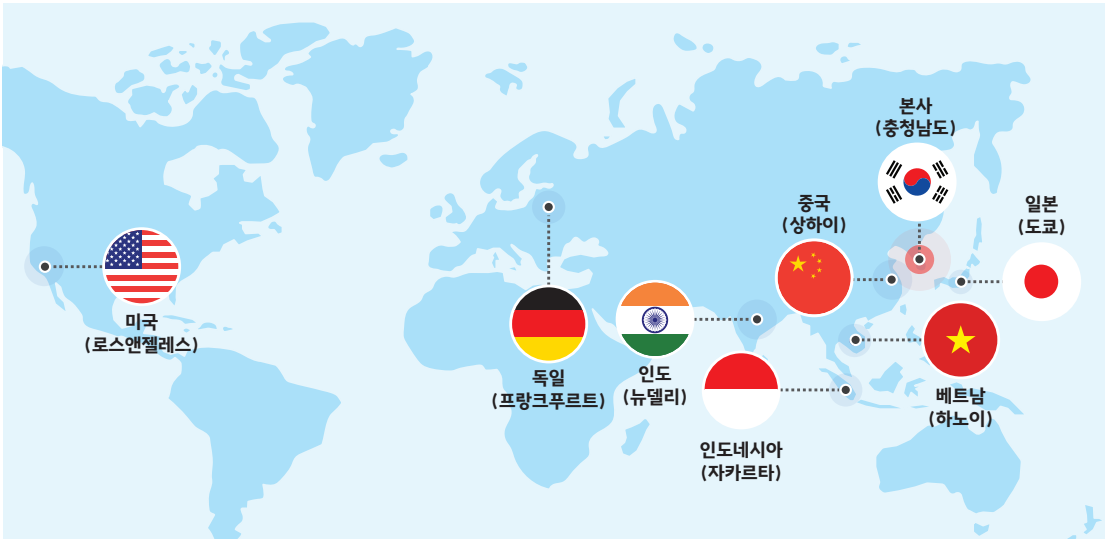 본사
(충청남도)
중국
(상하이)
일본
(도쿄)
미국
(로스앤젤레스)
독일
(프랑크푸르트)
인도
(뉴델리)
베트남
(하노이)
인도네시아
(자카르타)